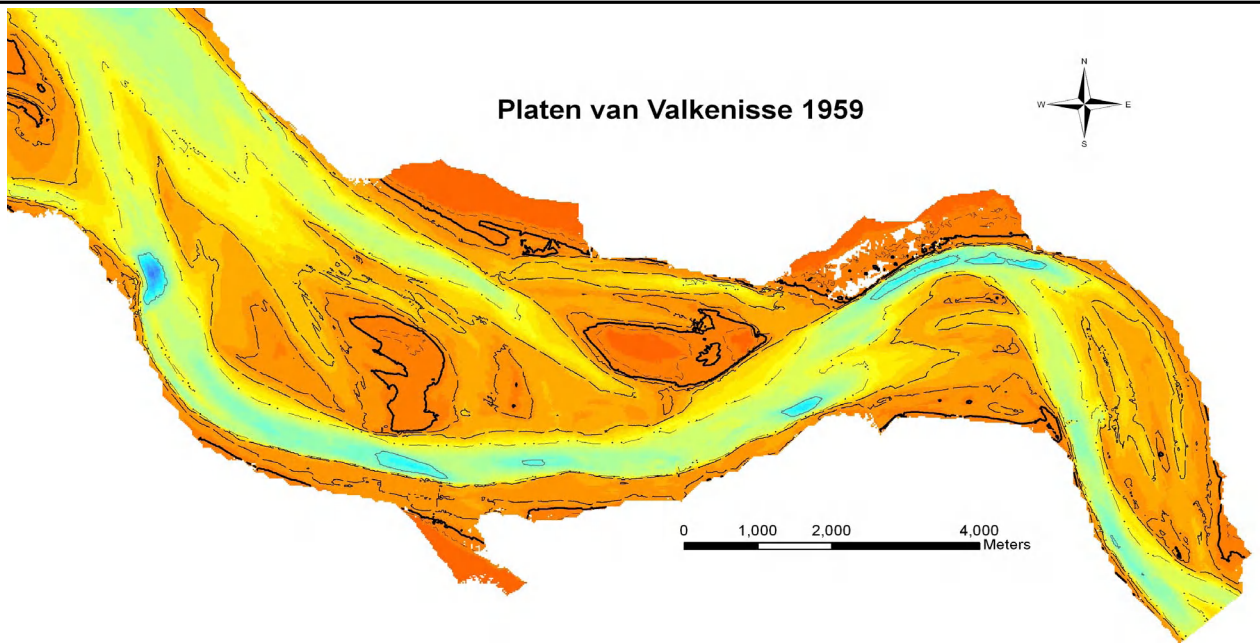 Platen van Valkenisse 1959
N
W E
S
0 1,000 2,000 4,000
Meters